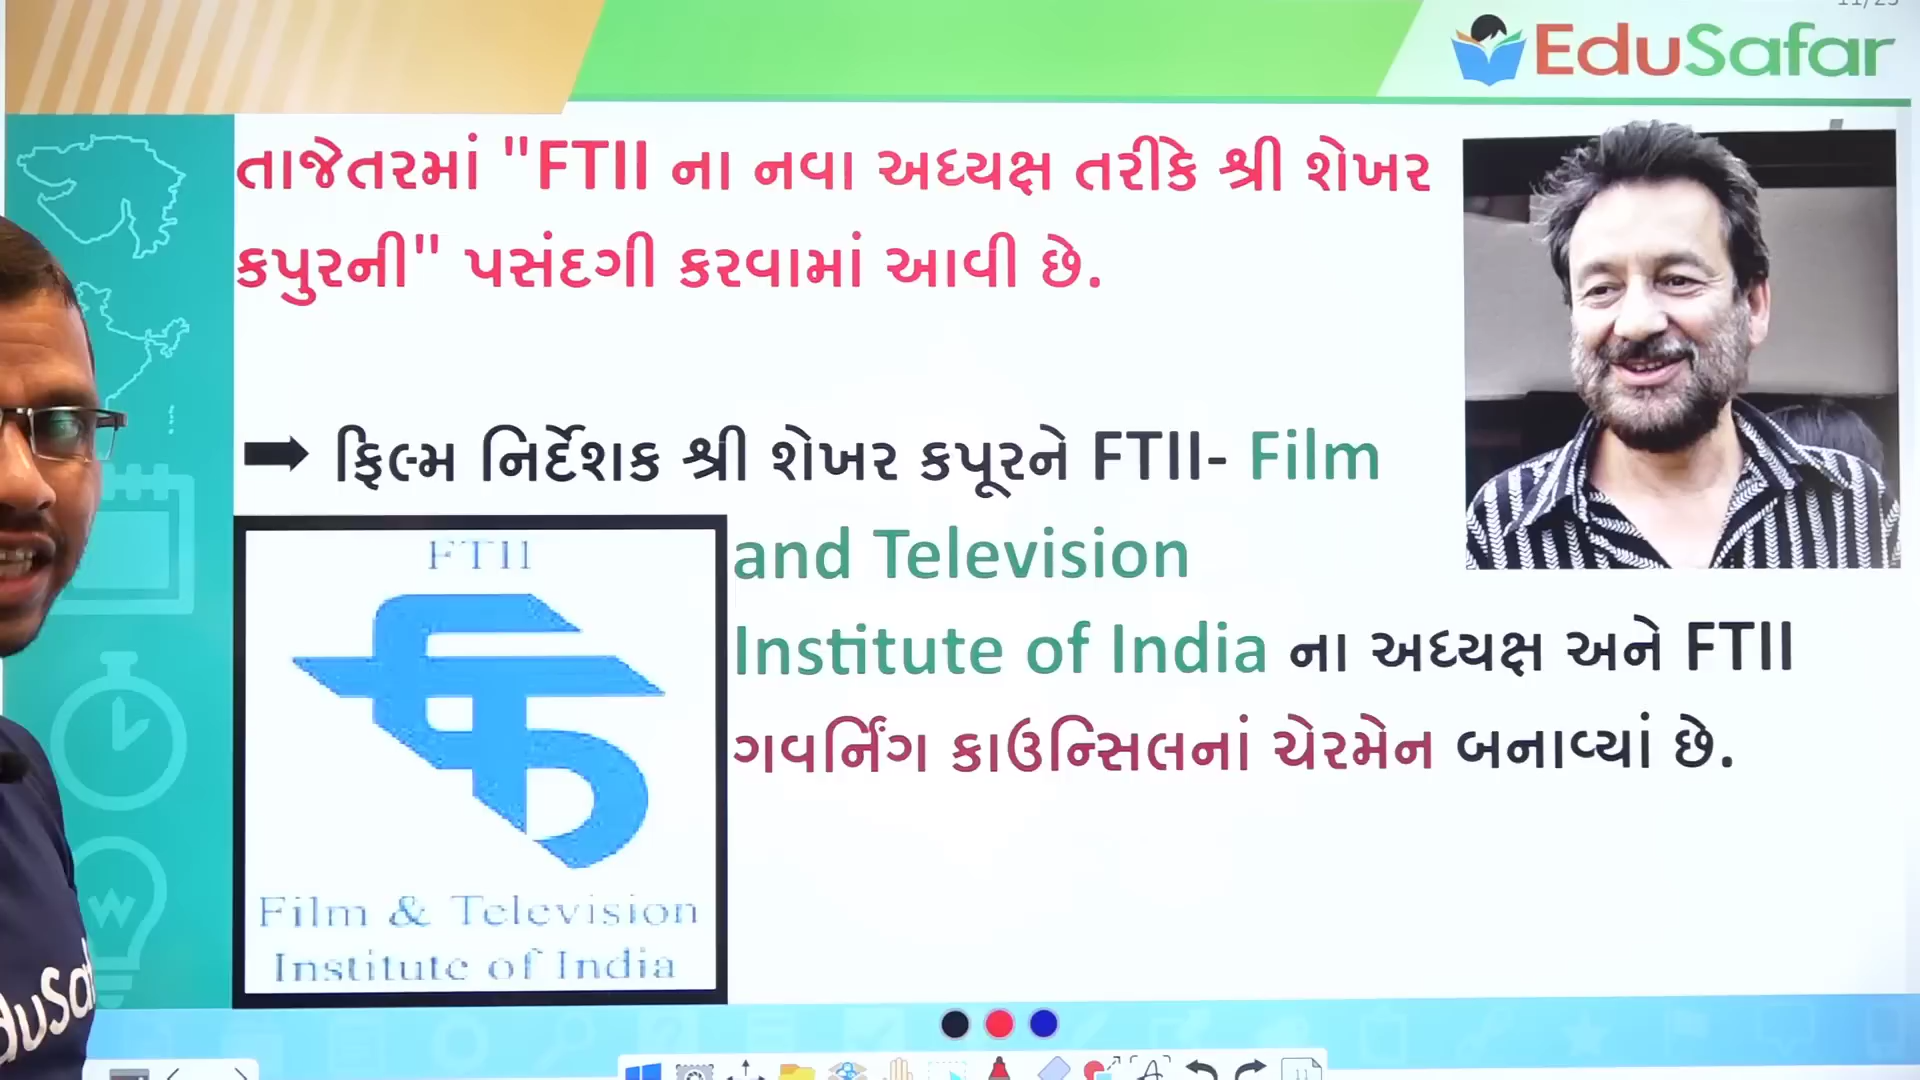 EduSafar
તાજેતરમાં "FTII ના નવા અધ્યક્ષ તરીકે શ્રી શેખર
કપુરની" પસંદગી કરવામાં આવી છે.
➡ ફિલ્મ નિર્દેશક શ્રી શેખર કપૂરને FTII- Film
and Television
Institute of India ના અધ્યક્ષ અને FTII
ગવર્નિંગ કાઉન્સિલનાં ચેરમેન બનાવ્યાં છે.
FTII
Film & Television
Institute of India